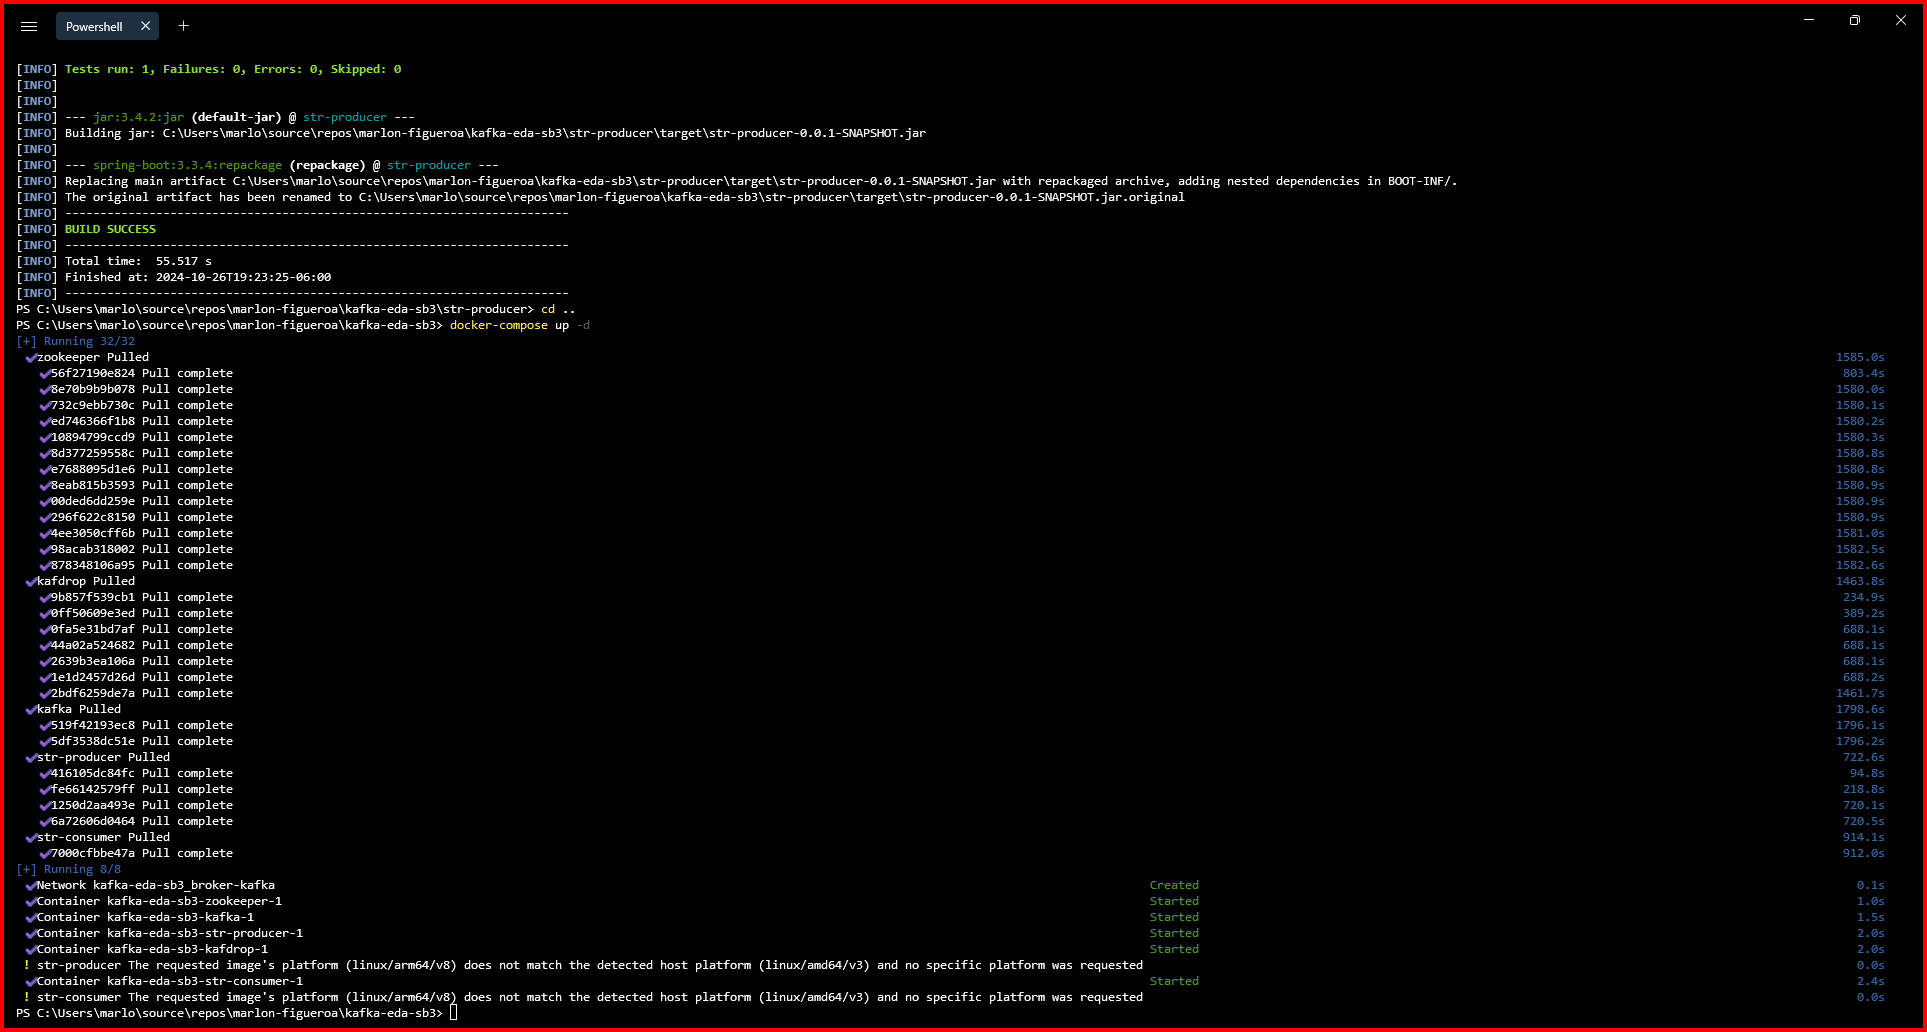 Powershell
[INFO] Tests run: 1, Failures: 0, Errors: 0, Skipped: 0
[INFO]
[INFO]
[INFO] --- jar:3.4.2:jar (default-jar) @ str-producer ---
[INFO] Building jar: C:\Users\marlo\source\repos\marlon-figueroa\kafka-eda-sb3\str-producer\target\str-producer-0.0.1-SNAPSHOT.jar
[INFO]
[INFO] --- spring-boot:3.3.4:repackage (repackage) @ str-producer ---
[INFO] Replacing main artifact C:\Users\marlo\source\repos\marlon-figueroa\kafka-eda-sb3\str-producer\target\str-producer-0.0.1-SNAPSHOT.jar with repackaged archive, adding nested dependencies in BOOT-INF/.
[INFO] The original artifact has been renamed to C:\Users\marlo\source\repos\marlon-figueroa\kafka-eda-sb3\str-producer\target\str-producer-0.0.1-SNAPSHOT.jar.original
[INFO] ------------------------------------------------------------------------
[INFO] BUILD SUCCESS
[INFO] ------------------------------------------------------------------------
[INFO] Total time:  55.517 s
[INFO] Finished at: 2024-10-26T19:23:25-06:00
[INFO] ------------------------------------------------------------------------
PS C:\Users\marlo\source\repos\marlon-figueroa\kafka-eda-sb3\str-producer> cd ..
PS C:\Users\marlo\source\repos\marlon-figueroa\kafka-eda-sb3> docker-compose up -d
[+] Running 32/32
✔zookeeper Pulled 1585.0s
✔56f27190e824 Pull complete 803.4s
✔8e70b9b9b078 Pull complete 1580.0s
✔732c9ebb730c Pull complete 1580.1s
✔ed746366f1b8 Pull complete 1580.2s
✔10894799ccd9 Pull complete 1580.3s
✔8d377259558c Pull complete 1580.8s
✔e7688095d1e6 Pull complete 1580.8s
✔8eab815b3593 Pull complete 1580.9s
✔00ded6dd259e Pull complete 1580.9s
✔296f622c8150 Pull complete 1580.9s
✔4ee3050cff6b Pull complete 1581.0s
✔98acab318002 Pull complete 1582.5s
✔878348106a95 Pull complete 1582.6s
✔kafdrop Pulled 1463.8s
✔9b857f539cb1 Pull complete 234.9s
✔0ff50609e3ed Pull complete 389.2s
✔0fa5e31bd7af Pull complete 688.1s
✔44a02a524682 Pull complete 688.1s
✔2639b3ea106a Pull complete 688.1s
✔1e1d2457d26d Pull complete 688.2s
✔2bdf6259de7a Pull complete 1461.7s
✔kafka Pulled 1798.6s
✔519f42193ec8 Pull complete 1796.1s
✔5df3538dc51e Pull complete 1796.2s
✔str-producer Pulled 722.6s
✔416105dc84fc Pull complete 94.8s
✔fe66142579ff Pull complete 218.8s
✔1250d2aa493e Pull complete 720.1s
✔6a72606d0464 Pull complete 720.5s
✔str-consumer Pulled 914.1s
✔7000cfbbe47a Pull complete 912.0s
[+] Running 8/8
✔Network kafka-eda-sb3_broker-kafka Created 0.1s
✔Container kafka-eda-sb3-zookeeper-1 Started 1.0s
✔Container kafka-eda-sb3-kafka-1 Started 1.5s
✔Container kafka-eda-sb3-str-producer-1 Started 2.0s
✔Container kafka-eda-sb3-kafdrop-1 Started 2.0s
! str-producer The requested image's platform (linux/arm64/v8) does not match the detected host platform (linux/amd64/v3) and no specific platform was requested 0.0s
✔Container kafka-eda-sb3-str-consumer-1 Started 2.4s
! str-consumer The requested image's platform (linux/arm64/v8) does not match the detected host platform (linux/amd64/v3) and no specific platform was requested 0.0s
PS C:\Users\marlo\source\repos\marlon-figueroa\kafka-eda-sb3>